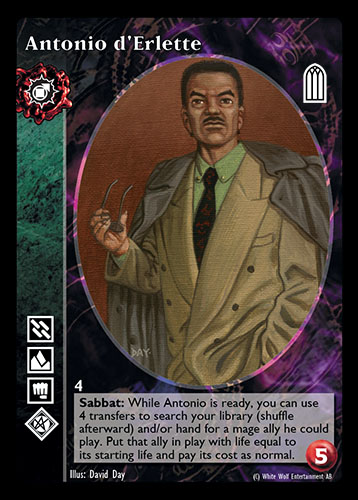 Antonio d'Erlette
DAY-
4
Sabbat: While Antonio is ready, you can use
4 transfers to search your library (shuffle
afterward) and/or hand for a mage ally he could
play. Put that ally in play with life equal to
its starting life and pay its cost as normal.
5
Illus: David Day
(C) White Wolf Entertainment AB